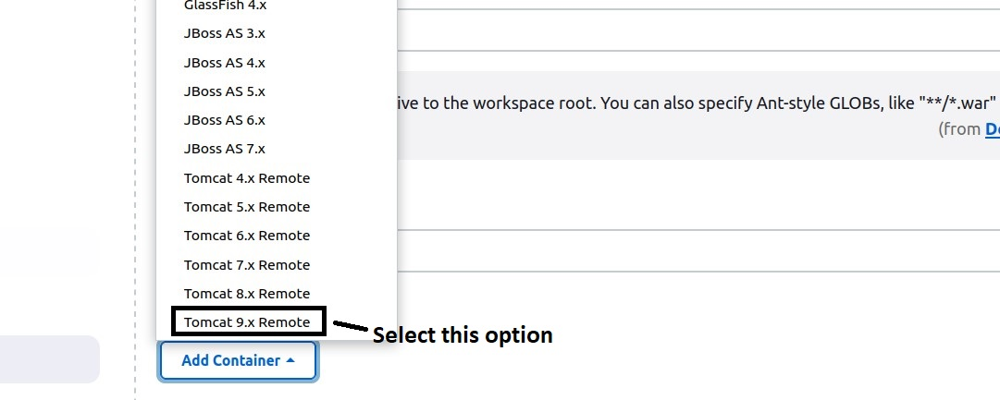 GlassFish 4.x
JBoss AS 3.x
JBoss AS 4.x
JBoss AS 5.x
ive to the workspace root. You can also specify Ant-style GLOBs, like "**/*.war"
JBoss AS 6.x
(from De
JBoss AS 7.x
Tomcat 4.x Remote
Tomcat 5.x Remote
Tomcat 6.x Remote
Tomcat 7.x Remote
Tomcat 8.x Remote
Tomcat 9.x Remote
Select this option
Add Container